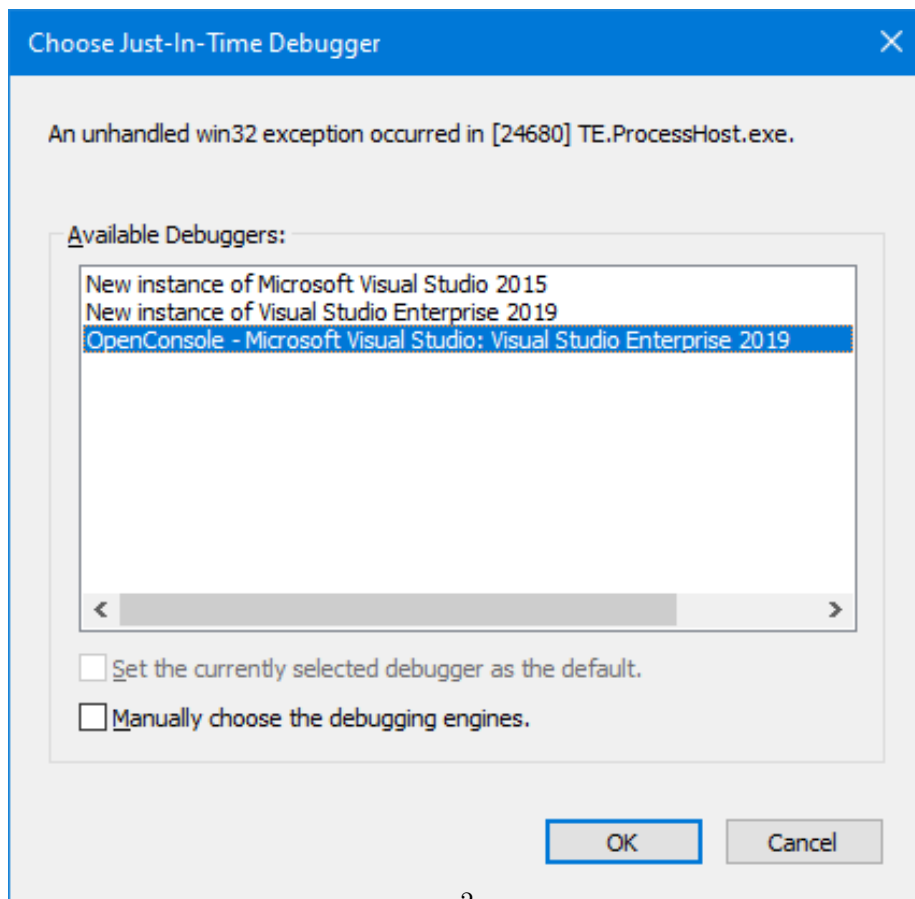 Choose Just-In-Time Debugger
An unhandled win32 exception occurred in [24680] TE.ProcessHost.exe.
Available Debuggers:
New instance of Microsoft Visual Studio 2015
New instance of Visual Studio Enterprise 2019
OpenConsole - Microsoft Visual Studio: Visual Studio Enterprise 2019
Set the currently selected debugger as the default.
Manually choose the debugging engines.
OK Cancel